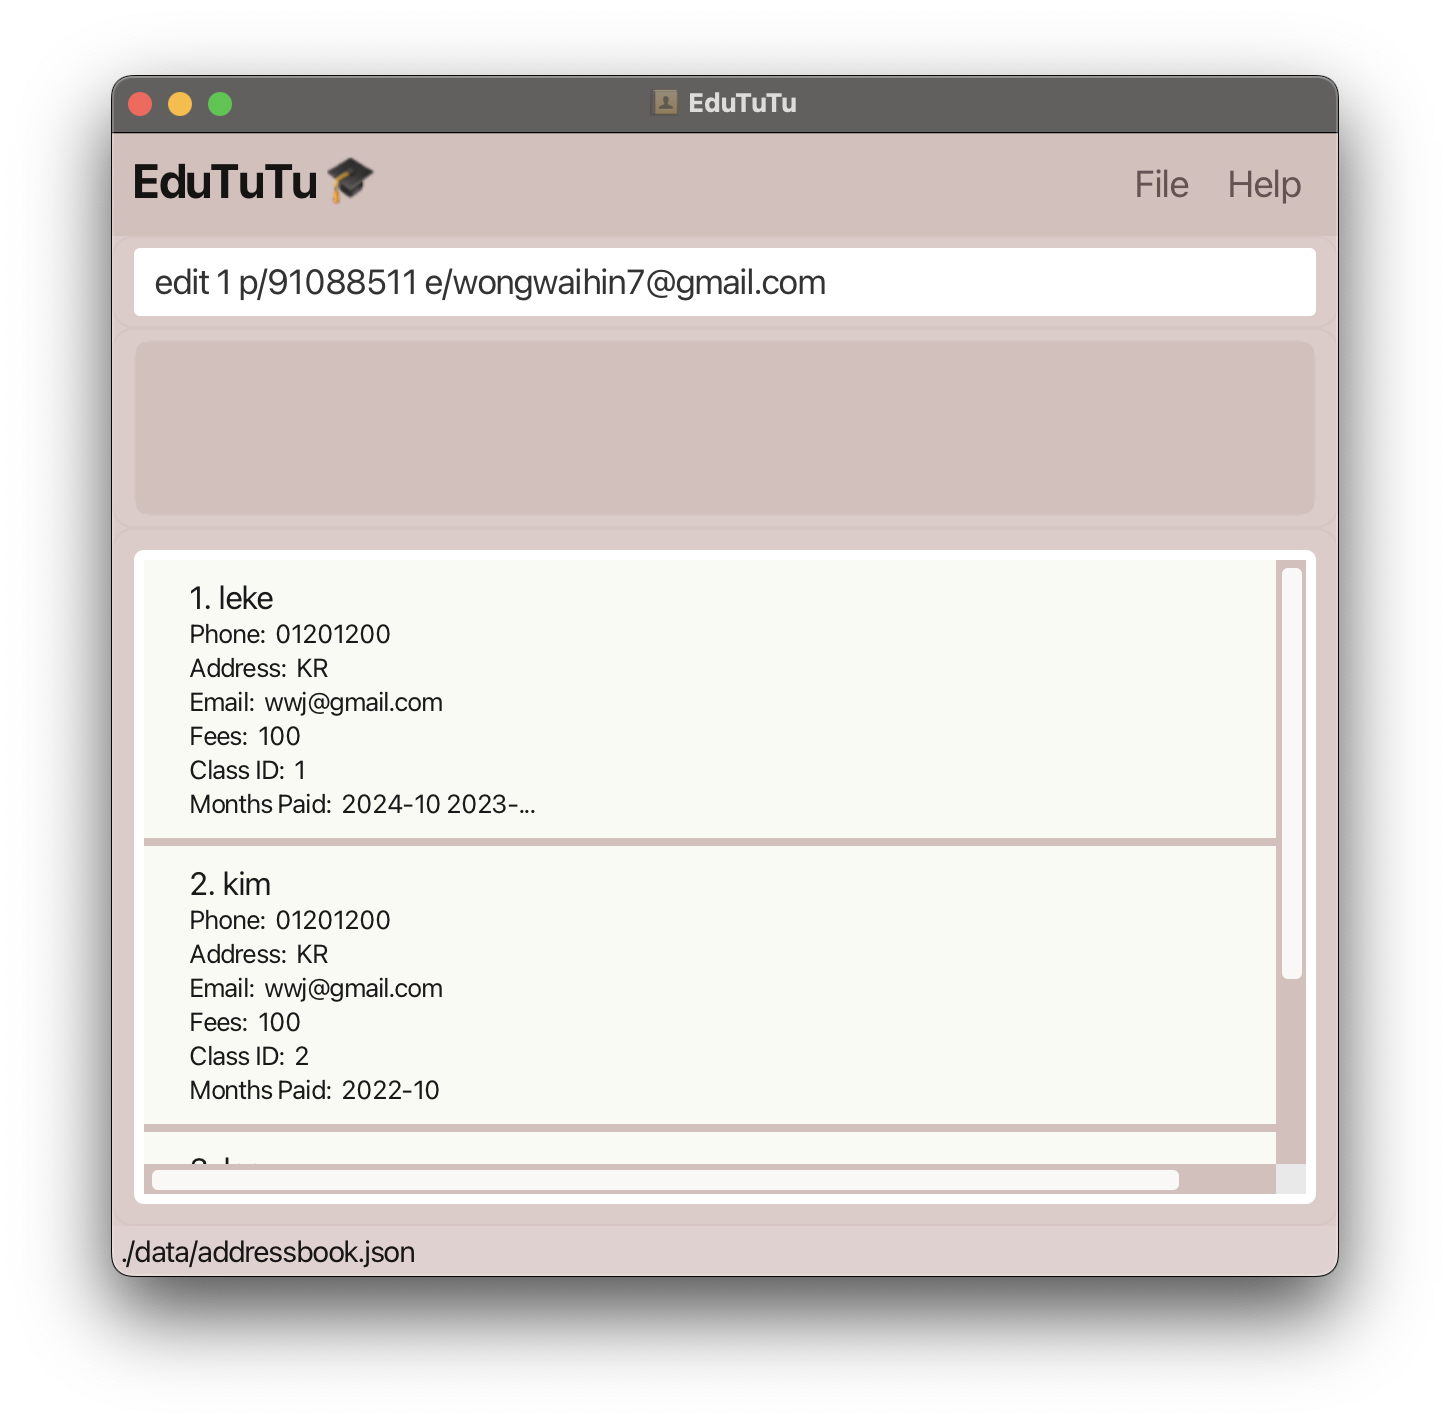 EduTuTu
EduTuTu
File Help
edit 1 p/91088511 e/wongwaihin7@gmail.com
1. leke
Phone: 01201200
Address: KR
Email: wwj@gmail.com
Fees: 100
Class ID: 1
Months Paid: 2024-10 2023-...
2. kim
Phone: 01201200
Address: KR
Email: wwj@gmail.com
Fees: 100
Class ID: 2
Months Paid: 2022-10
./data/addressbook.json